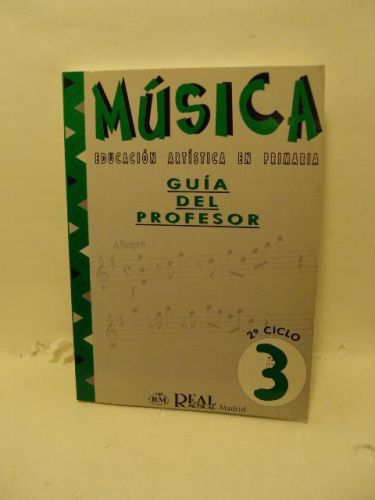 MÚSICA
EDUCACIÓN ARTÍSTICA EN PRIMARIA
GUÍA
DEL
PROFESOR
Allegro
f
2º CICLO
3
RM
REAL
MUSICAL Madrid